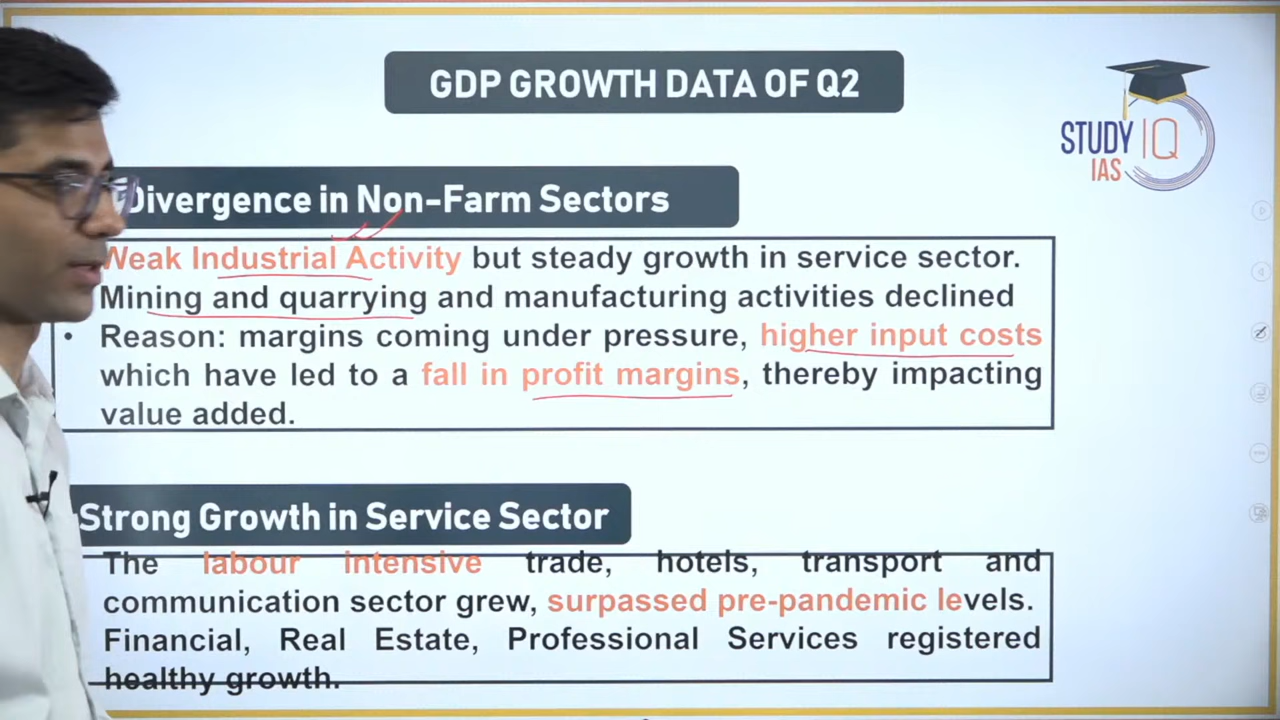 GDP GROWTH DATA OF Q2
STUDY IQ
IAS
Divergence in Non-Farm Sectors
Weak Industrial Activity but steady growth in service sector.
Mining and quarrying and manufacturing activities declined
• Reason: margins coming under pressure, higher input costs
which have led to a fall in profit margins, thereby impacting
value added.
Strong Growth in Service Sector
The labour intensive trade, hotels, transport and
communication sector grew, surpassed pre-pandemic levels.
Financial, Real Estate, Professional Services registered
healthy growth.